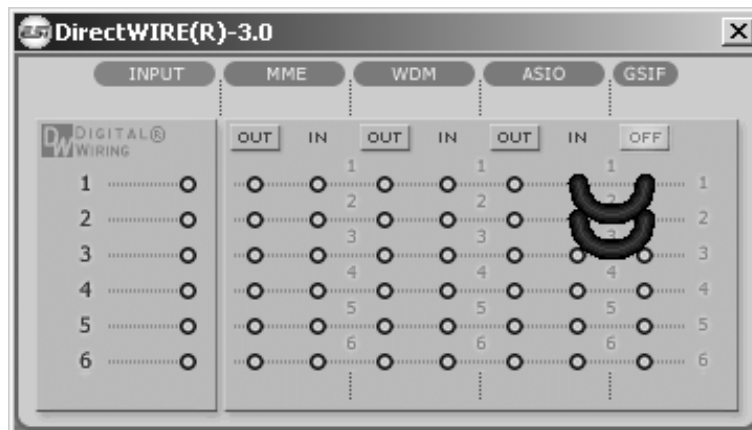 DirectWIRE(R)-3.0
INPUT MME WDM ASIO GSIF
DIGITAL®
WIRING
OUT IN OUT IN OUT IN OFF
1 1 1 1 1
2 2 2 2 2
3 3 3 3 3
4 4 4 4 4
5 5 5 5 5
6 6 6 6 6